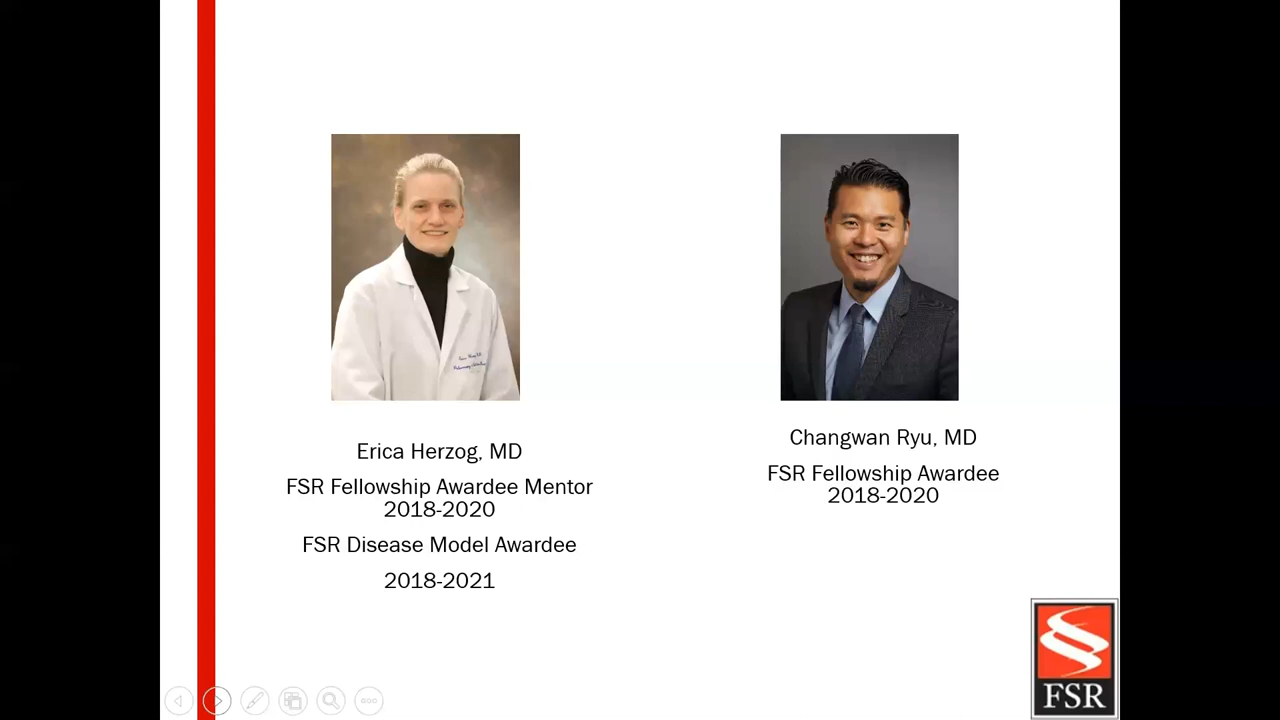 Erica Herzog, MD
FSR Fellowship Awardee Mentor
2018-2020
FSR Disease Model Awardee
2018-2021
Changwan Ryu, MD
FSR Fellowship Awardee
2018-2020
FSR